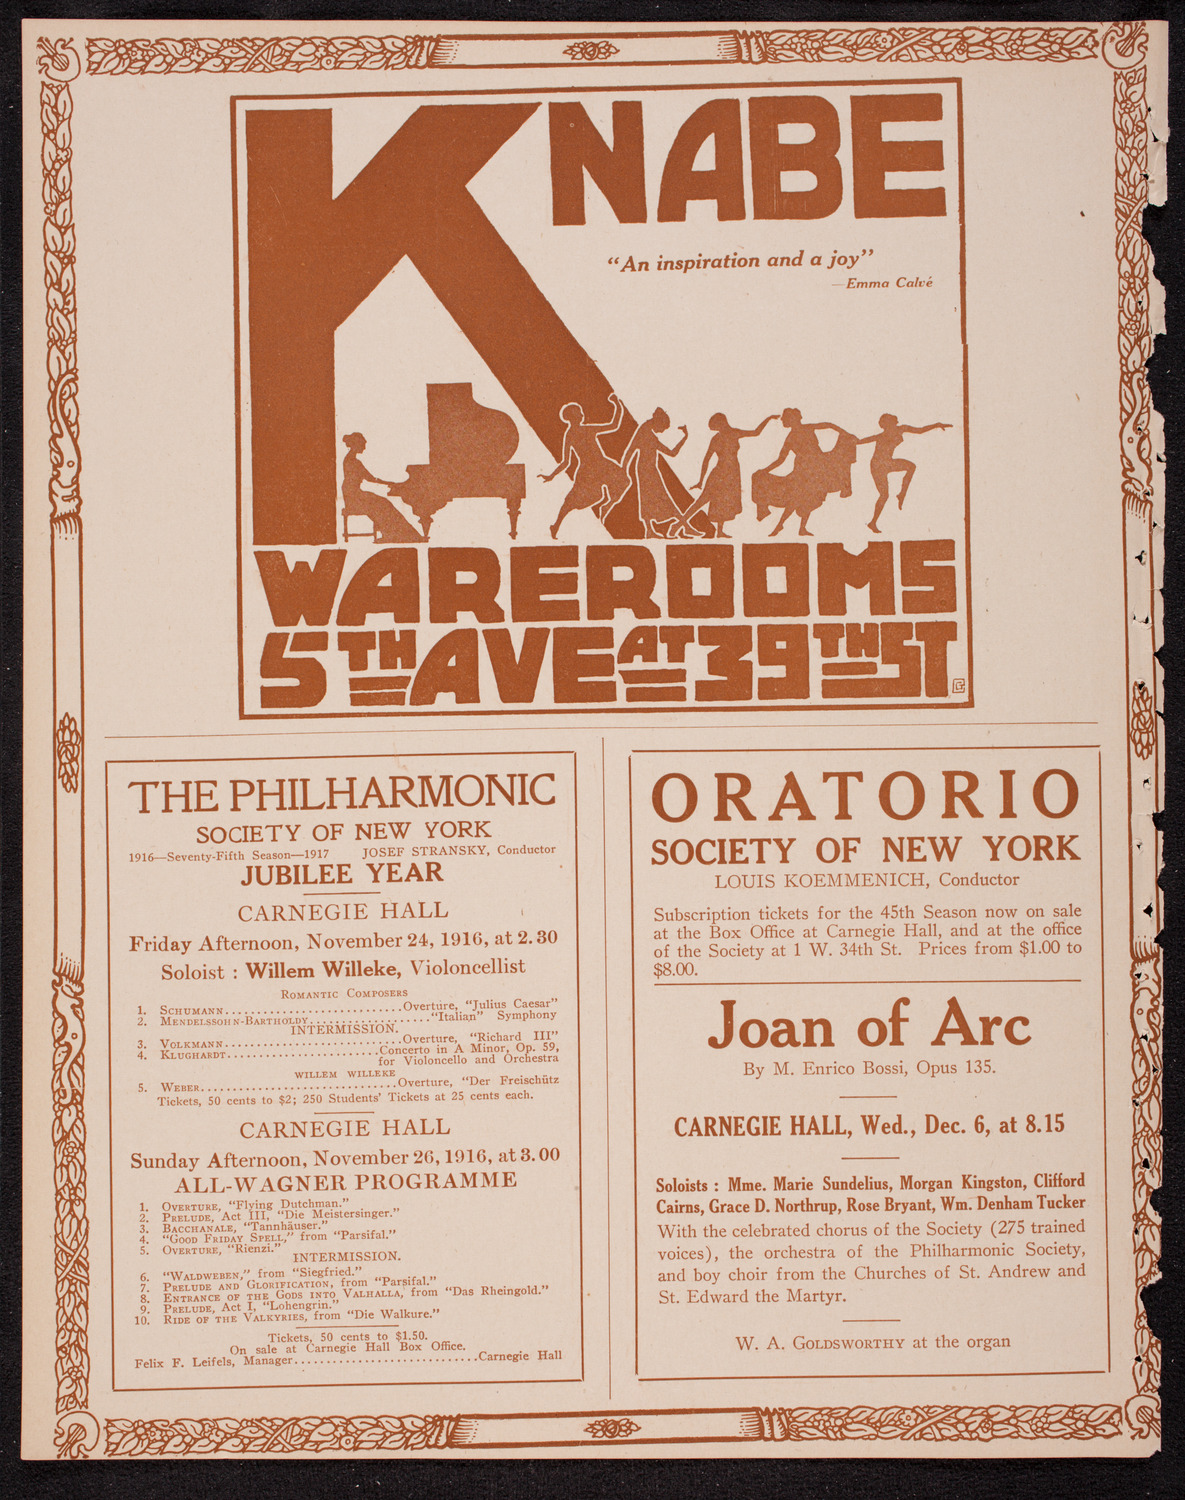 KNABE
“An inspiration and a joy”
—Emma Calvé
WAREROOMS
5TH AVE AT 39TH ST
THE PHILHARMONIC
SOCIETY OF NEW YORK
1916—Seventy-Fifth Season—1917 JOSEF STRANSKY, Conductor
JUBILEE YEAR
CARNEGIE HALL
Friday Afternoon, November 24, 1916, at 2.30
Soloist : Willem Willeke, Violoncellist
ROMANTIC COMPOSERS
1. SCHUMANN............................Overture, “Julius Caesar”
2. MENDELSSOHN-BARTHOLDY...................“Italian” Symphony
INTERMISSION.
3. VOLKMANN............................Overture, “Richard III”
4. KLUGHARDT........................Concerto in A Minor, Op. 59,
for Violoncello and Orchestra
WILLEM WILLEKE
5. WEBER...............................Overture, “Der Freischütz
Tickets, 50 cents to $2; 250 Students’ Tickets at 25 cents each.
CARNEGIE HALL
Sunday Afternoon, November 26, 1916, at 3.00
ALL-WAGNER PROGRAMME
1. OVERTURE, “Flying Dutchman.”
2. PRELUDE, Act III, “Die Meistersinger.”
3. BACCHANALE, “Tannhäuser.”
4. “GOOD FRIDAY SPELL,” from “Parsifal.”
5. OVERTURE, “Rienzi.”
INTERMISSION.
6. “WALDWEBEN,” from “Siegfried.”
7. PRELUDE AND GLORIFICATION, from “Parsifal.”
8. ENTRANCE OF THE GODS INTO VALHALLA, from “Das Rheingold.”
9. PRELUDE, Act I, “Lohengrin.”
10. RIDE OF THE VALKYRIES, from “Die Walkure.”
Tickets, 50 cents to $1.50.
On sale at Carnegie Hall Box Office.
Felix F. Leifels, Manager.............................Carnegie Hall
ORATORIO
SOCIETY OF NEW YORK
LOUIS KOEMMENICH, Conductor
Subscription tickets for the 45th Season now on sale
at the Box Office at Carnegie Hall, and at the office
of the Society at 1 W. 34th St. Prices from $1.00 to
$8.00.
Joan of Arc
By M. Enrico Bossi, Opus 135.
CARNEGIE HALL, Wed., Dec. 6, at 8.15
Soloists : Mme. Marie Sundelius, Morgan Kingston, Clifford
Cairns, Grace D. Northrup, Rose Bryant, Wm. Denham Tucker
With the celebrated chorus of the Society (275 trained
voices), the orchestra of the Philharmonic Society,
and boy choir from the Churches of St. Andrew and
St. Edward the Martyr.
W. A. GOLDSWORTHY at the organ